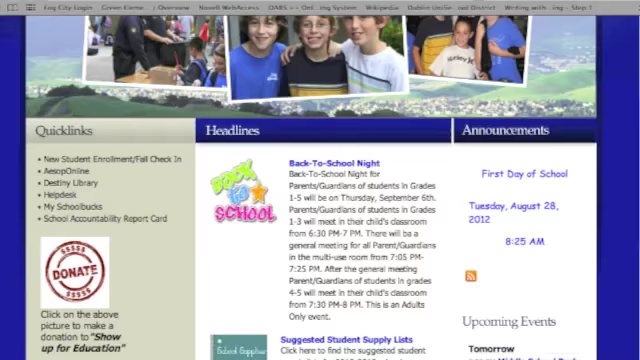 Eng City Login
Novell WebAccess
Wikipedia
Quicklinks
Headlines
Announcements
• New Student Enrollment/Fall Check In
• AesopOnline
• Destiny Library
• Helpdesk
• My Schoolbucks
• School Accountability Report Card
$$$$$
DONATE
$$$$$
Click on the above
picture to make a
donation to "Show
up for Education"
BACK
to
SCHOOL
Back-To-School Night
Back-To-School Night for
Parents/Guardians of students in Grades
1-5 will be on Thursday, September 6th.
Parents/Guardians of students in Grades
1-3 will meet in their child's classroom
from 6:30 PM-7 PM. There will ba a
general meeting for all Parent/Guardians
in the multi-use room from 7:05 PM-
7:25 PM. After the general meeting
Parent/Guardians of students in grades
4-5 will meet in their child's classroom
from 7:30 PM-8 PM. This is an Adults
Only event.
School Supplies
Suggested Student Supply Lists
Click here to find the suggested student
First Day of School
Tuesday, August 28,
2012
8:25 AM
Upcoming Events
Tomorrow